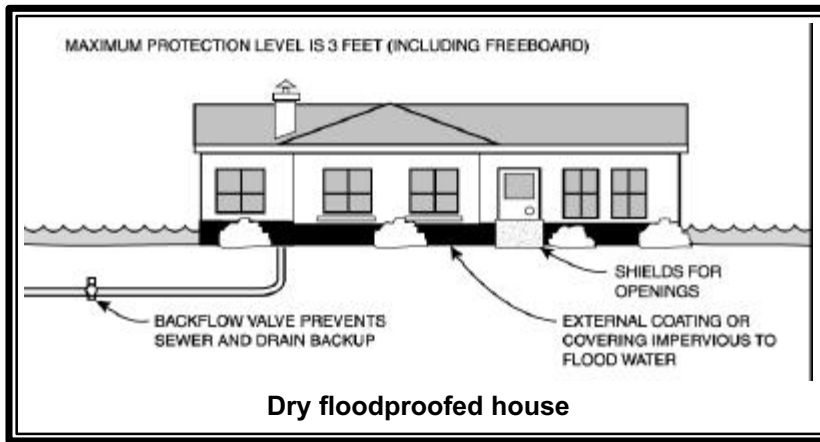 MAXIMUM PROTECTION LEVEL IS 3 FEET (INCLUDING FREEBOARD)
SHIELDS FOR
OPENINGS
BACKFLOW VALVE PREVENTS
SEWER AND DRAIN BACKUP
EXTERNAL COATING OR
COVERING IMPERVIOUS TO
FLOOD WATER
Dry floodproofed house